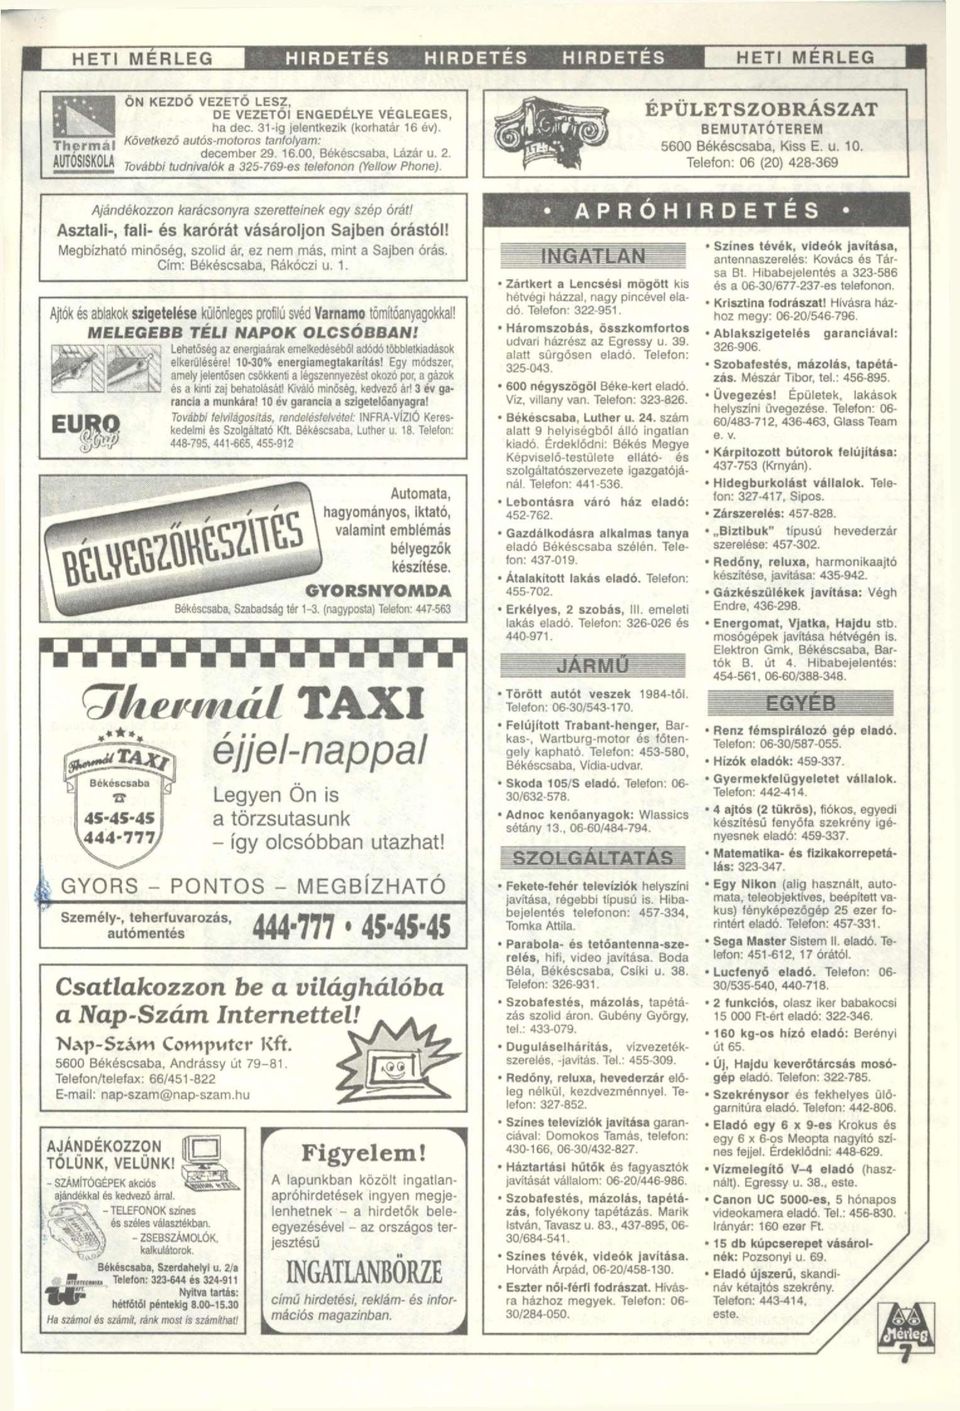 HETI MÉRLEG HIRDETÉS HIRDETÉS HIRDETÉS HETI MÉRLEG
Thermál
AUTÓSISKOLA
ÖN KEZDŐ VEZETŐ LESZ,
DE VEZETŐI ENGEDÉLYE VÉGLEGES,
ha dec. 31-ig jelentkezik (korhatár 16 év).
Következő autós-motoros tanfolyam:
december 29. 16.00, Békéscsaba, Lázár u. 2.
További tudnivalók a 325-769-es telefonon (Yellow Phone).
ÉPÜLETSZOBRÁSZAT
BEMUTATÓTEREM
5600 Békéscsaba, Kiss E. u. 10.
Telefon: 06 (20) 428-369
Ajándékozzon karácsonyra szeretteinek egy szép órát!
Asztali-, fali- és karórát vásároljon Sajben órástól!
Megbízható minőség, szolid ár, ez nem más, mint a Sajben órás.
Cím: Békéscsaba, Rákóczi u. 1.
Ajtók és ablakok szigetelése különleges profilú svéd Varnamo tömítőanyagokkal!
MELEGEBB TÉLI NAPOK OLCSÓBBAN!
Lehetőség az energiaárak emelkedéséből adódó többletkiadások
elkerülésére! 10-30% energiamegtakarítás! Egy módszer,
amely jelentősen csökkenti a légszennyezést okozó por, a gázok
és a kinti zaj behatolását! Kiváló minőség, kedvező ár! 3 év ga-
rancia a munkára! 10 év garancia a szigetelőanyagra!
További felvilágosítás, rendelésfelvétel: INFRA-VÍZIÓ Keres-
kedelmi és Szolgáltató Kft. Békéscsaba, Luther u. 18. Telefon:
448-795, 441-665, 455-912
EURO
Strip
BÉLYEGZŐKÉSZÍTÉS
Automata,
hagyományos, iktató,
valamint emblémás
bélyegzők
készítése.
GYORSNYOMDA
Békéscsaba, Szabadság tér 1-3. (nagyposta) Telefon: 447-563
Thermál TAXI
éjjel-nappal
Thermál TAXI
Békéscsaba
☎
45-45-45
444-777
Legyen Ön is
a törzsutasunk
– így olcsóbban utazhat!
GYORS – PONTOS – MEGBÍZHATÓ
Személy-, teherfuvarozás,
autómentés
444-777 • 45-45-45
Csatlakozzon be a világhálóba
a Nap-Szám Internettel!
Nap-Szám Computer Kft.
5600 Békéscsaba, Andrássy út 79-81.
Telefon/telefax: 66/451-822
E-mail: nap-szam@nap-szam.hu
AJÁNDÉKOZZON
TŐLÜNK, VELÜNK!
- SZÁMÍTÓGÉPEK akciós
ajándékkal és kedvező árral.
- TELEFONOK színes
és széles választékban.
- ZSEBSZÁMOLÓK,
kalkulátorok.
Békéscsaba, Szerdahelyi u. 2/a
Telefon: 323-644 és 324-911
Nyitva tartás:
hétfőtől péntekig 8.00-15.30
Ha számol és számít, ránk most is számíthat!
Figyelem!
A lapunkban közölt ingatlan-
apróhirdetések ingyen megje-
lenhetnek - a hirdetők bele-
egyezésével - az országos ter-
jesztésű
INGATLANBÖRZE
című hirdetési, reklám- és infor-
mációs magazinban.
• APRÓHIRDETÉS •
INGATLAN
• Zártkert a Lencsési mögött kis
hétvégi házzal, nagy pincével ela-
dó. Telefon: 322-951.
• Háromszobás, összkomfortos
udvari házrész az Egressy u. 39.
alatt sürgősen eladó. Telefon:
325-043.
• 600 négyszögöl Béke-kert eladó.
Víz, villany van. Telefon: 323-826.
• Békéscsaba, Luther u. 24. szám
alatt 9 helyiségből álló ingatlan
kiadó. Érdeklődni: Békés Megye
Képviselő-testülete ellátó- és
szolgáltatószervezete igazgatójá-
nál. Telefon: 441-536.
• Lebontásra váró ház eladó:
452-762.
• Gazdálkodásra alkalmas tanya
eladó Békéscsaba szélén. Tele-
fon: 437-019.
• Átalakított lakás eladó. Telefon:
455-702.
• Erkélyes, 2 szobás, III. emeleti
lakás eladó. Telefon: 326-026 és
440-971.
JÁRMŰ
• Törött autót veszek 1984-től.
Telefon: 06-30/543-170.
• Felújított Trabant-henger, Bar-
kas-, Wartburg-motor és főten-
gely kapható. Telefon: 453-580,
Békéscsaba, Vídia-udvar.
• Skoda 105/S eladó. Telefon: 06-
30/632-578.
• Adnoc kenőanyagok: Wlassics
sétány 13., 06-60/484-794.
SZOLGÁLTATÁS
• Fekete-fehér televíziók helyszíni
javítása, régebbi típusú is. Hiba-
bejelentés telefonon: 457-334,
Tomka Attila.
• Parabola- és tetőantenna-sze-
relés, hifi, video javítása. Boda
Béla, Békéscsaba, Csíki u. 38.
Telefon: 326-931.
• Szobafestés, mázolás, tapétá-
zás szolid áron. Gubény György,
tel.: 433-079.
• Duguláselhárítás, vízvezeték-
szerelés, -javítás. Tel.: 455-309.
• Redőny, reluxa, hevederzár elő-
leg nélkül, kedvezménnyel. Te-
lefon: 327-852.
• Színes televíziók javítása garan-
ciával: Domokos Tamás, telefon:
430-166, 06-30/432-827.
• Háztartási hűtők és fagyasztók
javítását vállalom: 06-20/446-986.
• Szobafestés, mázolás, tapétá-
zás, folyékony tapétázás. Marik
István, Tavasz u. 83., 437-895, 06-
30/684-541.
• Színes tévék, videók javítása.
Horváth Árpád, 06-20/458-130.
• Eszter női-férfi fodrászat. Hívás-
ra házhoz megyek. Telefon: 06-
30/284-050.
• Színes tévék, videók javítása,
antennaszerelés: Kovács és Tár-
sa Bt. Hibabejelentés a 323-586
és a 06-30/677-237-es telefonon.
• Krisztina fodrászat! Hívásra ház-
hoz megy: 06-20/546-796.
• Ablakszigetelés garanciával:
326-906.
• Szobafestés, mázolás, tapétá-
zás. Mészár Tibor, tel.: 456-895.
• Üvegezés! Épületek, lakások
helyszíni üvegezése. Telefon: 06-
60/483-712, 436-463, Glass Team
e. v.
• Kárpitozott bútorok felújítása:
437-753 (Krnyán).
• Hidegburkolást vállalok. Tele-
fon: 327-417, Sipos.
• Zárszerelés: 457-828.
• „Biztibuk” típusú hevederzár
szerelése: 457-302.
• Redőny, reluxa, harmonikaajtó
készítése, javítása: 435-942.
• Gázkészülékek javítása: Végh
Endre, 436-298.
• Energomat, Vjatka, Hajdu stb.
mosógépek javítása hétvégén is.
Elektron Gmk, Békéscsaba, Bar-
tók B. út 4. Hibabejelentés:
454-561, 06-60/388-348.
EGYÉB
• Renz fémspirálozó gép eladó.
Telefon: 06-30/587-055.
• Hízók eladók: 459-337.
• Gyermekfelügyeletet vállalok.
Telefon: 442-414.
• 4 ajtós (2 tükrös), fiókos, egyedi
készítésű fenyőfa szekrény igé-
nyesnek eladó: 459-337.
• Matematika- és fizikakorrepetá-
lás: 323-347.
• Egy Nikon (alig használt, auto-
mata, teleobjektíves, beépített va-
kus) fényképezőgép 25 ezer fo-
rintért eladó. Telefon: 457-331.
• Sega Master Sistem II. eladó. Te-
lefon: 451-612, 17 órától.
• Lucfenyő eladó. Telefon: 06-
30/535-540, 440-718.
• 2 funkciós, olasz iker babakocsi
15 000 Ft-ért eladó: 322-346.
• 160 kg-os hízó eladó: Berényi
út 65.
• Új, Hajdu keverőtárcsás mosó-
gép eladó. Telefon: 322-785.
• Szekrénysor és fekhelyes ülő-
garnitúra eladó. Telefon: 442-806.
• Eladó egy 6 x 9-es Krokus és
egy 6 x 6-os Meopta nagyító szí-
nes fejjel. Érdeklődni: 448-629.
• Vízmelegítő V-4 eladó (hasz-
nált). Egressy u. 38., este.
• Canon UC 5000-es, 5 hónapos
videokamera eladó. Tel.: 456-830.
Irányár: 160 ezer Ft.
• 15 db kúpcserepet vásárol-
nék: Pozsonyi u. 69.
• Eladó újszerű, skandi-
náv kétajtós szekrény.
Telefon: 443-414,
este.
Mérleg
7